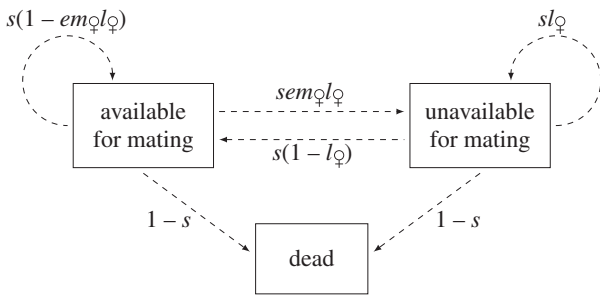 s(1 – em♀l♀)
sl♀
available
for mating
sem♀l♀
s(1 – l♀)
unavailable
for mating
1 – s
1 – s
dead